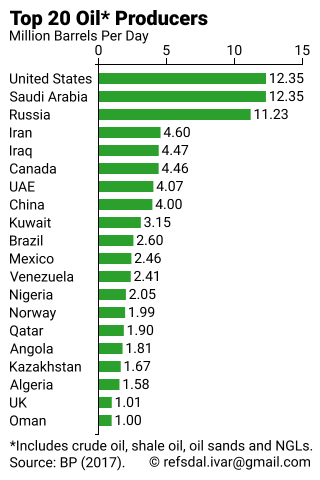 Top 20 Oil* Producers
Million Barrels Per Day
0 5 10 15
United States 12.35
Saudi Arabia 12.35
Russia 11.23
Iran 4.60
Iraq 4.47
Canada 4.46
UAE 4.07
China 4.00
Kuwait 3.15
Brazil 2.60
Mexico 2.46
Venezuela 2.41
Nigeria 2.05
Norway 1.99
Qatar 1.90
Angola 1.81
Kazakhstan 1.67
Algeria 1.58
UK 1.01
Oman 1.00
*Includes crude oil, shale oil, oil sands and NGLs.
Source: BP (2017). © refsdal.ivar@gmail.com